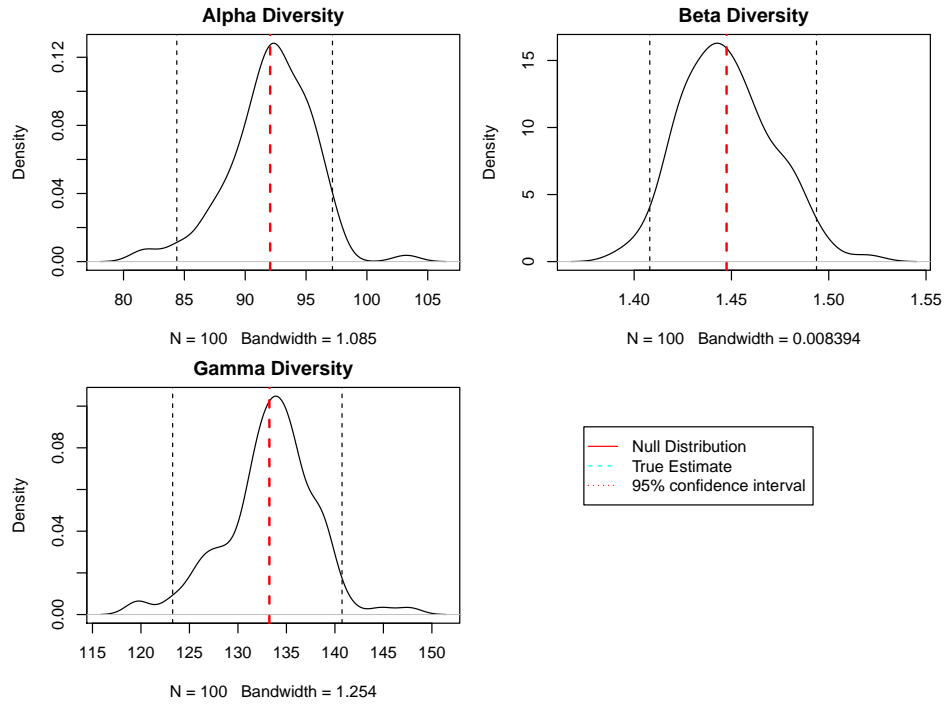 Alpha Diversity
Density
0.00 0.04 0.08 0.12
80 85 90 95 100 105
N = 100 Bandwidth = 1.085
Beta Diversity
Density
0 5 10 15
1.40 1.45 1.50 1.55
N = 100 Bandwidth = 0.008394
Gamma Diversity
Density
0.00 0.04 0.08
115 120 125 130 135 140 145 150
N = 100 Bandwidth = 1.254
Null Distribution
True Estimate
95% confidence interval